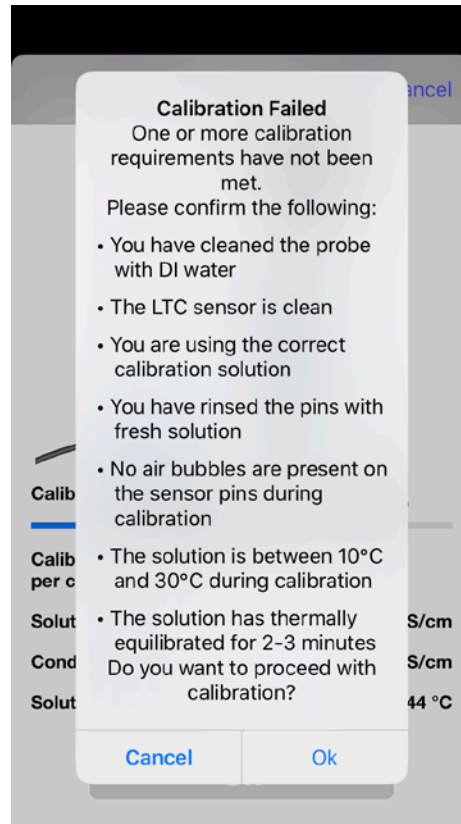 ancel
Calibration Failed
One or more calibration
requirements have not been
met.
Please confirm the following:
• You have cleaned the probe
with DI water
• The LTC sensor is clean
• You are using the correct
calibration solution
• You have rinsed the pins with
fresh solution
• No air bubbles are present on
the sensor pins during
calibration
• The solution is between 10°C
and 30°C during calibration
• The solution has thermally
equilibrated for 2-3 minutes
Do you want to proceed with
calibration?
Cancel Ok
Calib
Calib
per c
Solut S/cm
Cond S/cm
Solut 44 °C